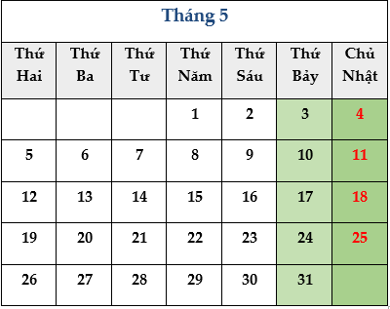 Tháng 5
Thứ Hai Thứ Ba Thứ Tư Thứ Năm Thứ Sáu Thứ Bảy Chủ Nhật
1 2 3 4
5 6 7 8 9 10 11
12 13 14 15 16 17 18
19 20 21 22 23 24 25
26 27 28 29 30 31